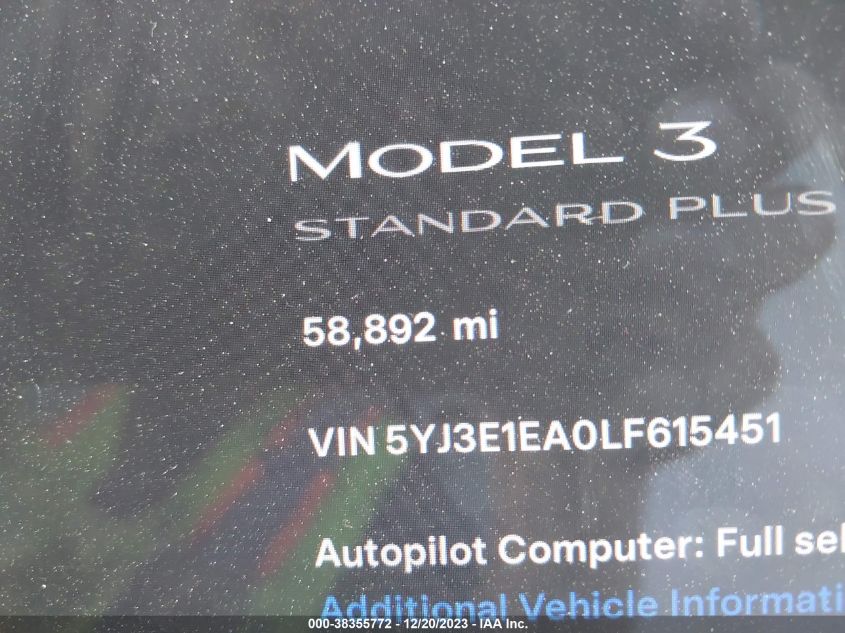 MODEL 3
STANDARD PLUS
58,892 mi
VIN 5YJ3E1EA0LF615451
Autopilot Computer: Full sel
Additional Vehicle Informati
000-38355772 - 12/20/2023 - IAA Inc.